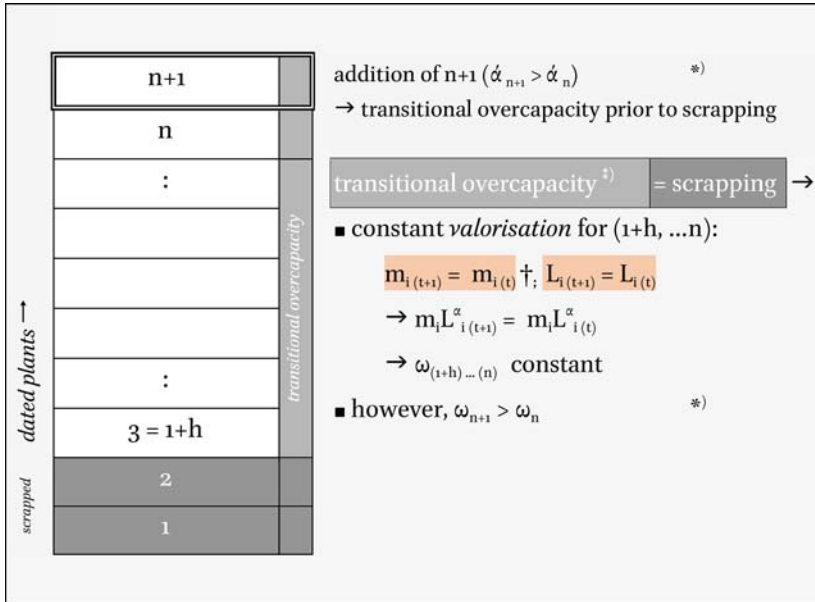 n+1
n
:
:
3 = 1+h
2
1
dated plants →
scrapped
transitional overcapacity
addition of n+1 (ά n+1 > ά n) *)
→ transitional overcapacity prior to scrapping
transitional overcapacity ‡) = scrapping →
■ constant valorisation for (1+h, ...n):
m i (t+1) = m i (t) †; L i (t+1) = L i (t)
→ m i L α i (t+1) = m i L α i (t)
→ ω (1+h) ... (n) constant
■ however, ω n+1 > ω n *)